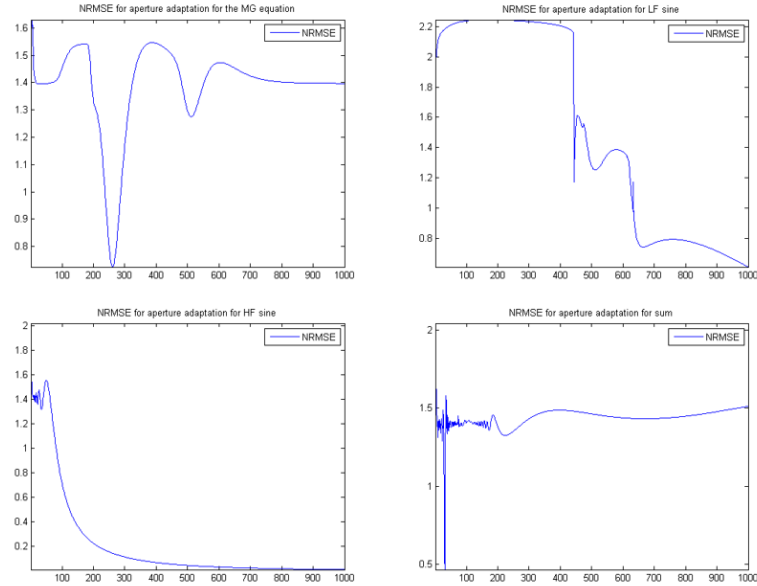 NRMSE for aperture adaptation for the MG equation
1.6
1.5
1.4
1.3
1.2
1.1
1
0.9
0.8
NRMSE
100 200 300 400 500 600 700 800 900 1000
NRMSE for aperture adaptation for LF sine
2.2
2
1.8
1.6
1.4
1.2
1
0.8
NRMSE
100 200 300 400 500 600 700 800 900 1000
NRMSE for aperture adaptation for HF sine
2
1.8
1.6
1.4
1.2
1
0.8
0.6
0.4
0.2
NRMSE
100 200 300 400 500 600 700 800 900 1000
NRMSE for aperture adaptation for sum
2
1.5
1
0.5
NRMSE
100 200 300 400 500 600 700 800 900 1000